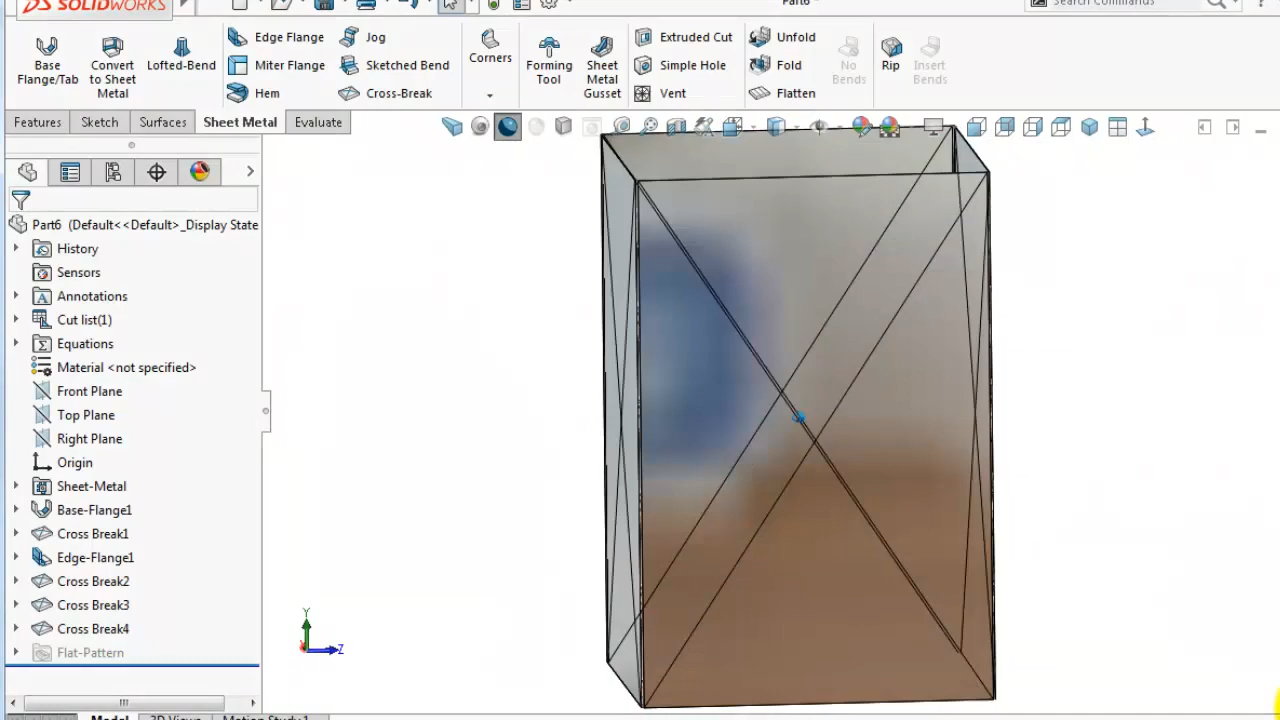 SOLIDWORKS
Part6
Search Commands
Base Flange/Tab
Convert to Sheet Metal
Lofted-Bend
Edge Flange
Miter Flange
Hem
Jog
Sketched Bend
Cross-Break
Corners
Forming Tool
Sheet Metal Gusset
Extruded Cut
Simple Hole
Vent
Unfold
Fold
Flatten
No Bends
Rip
Insert Bends
Features
Sketch
Surfaces
Sheet Metal
Evaluate
Part6 (Default<<Default>_Display State
History
Sensors
Annotations
Cut list(1)
Equations
Material <not specified>
Front Plane
Top Plane
Right Plane
Origin
Sheet-Metal
Base-Flange1
Cross Break1
Edge-Flange1
Cross Break2
Cross Break3
Cross Break4
Flat-Pattern
Y
Z
Model
3D Views
Motion Study 1